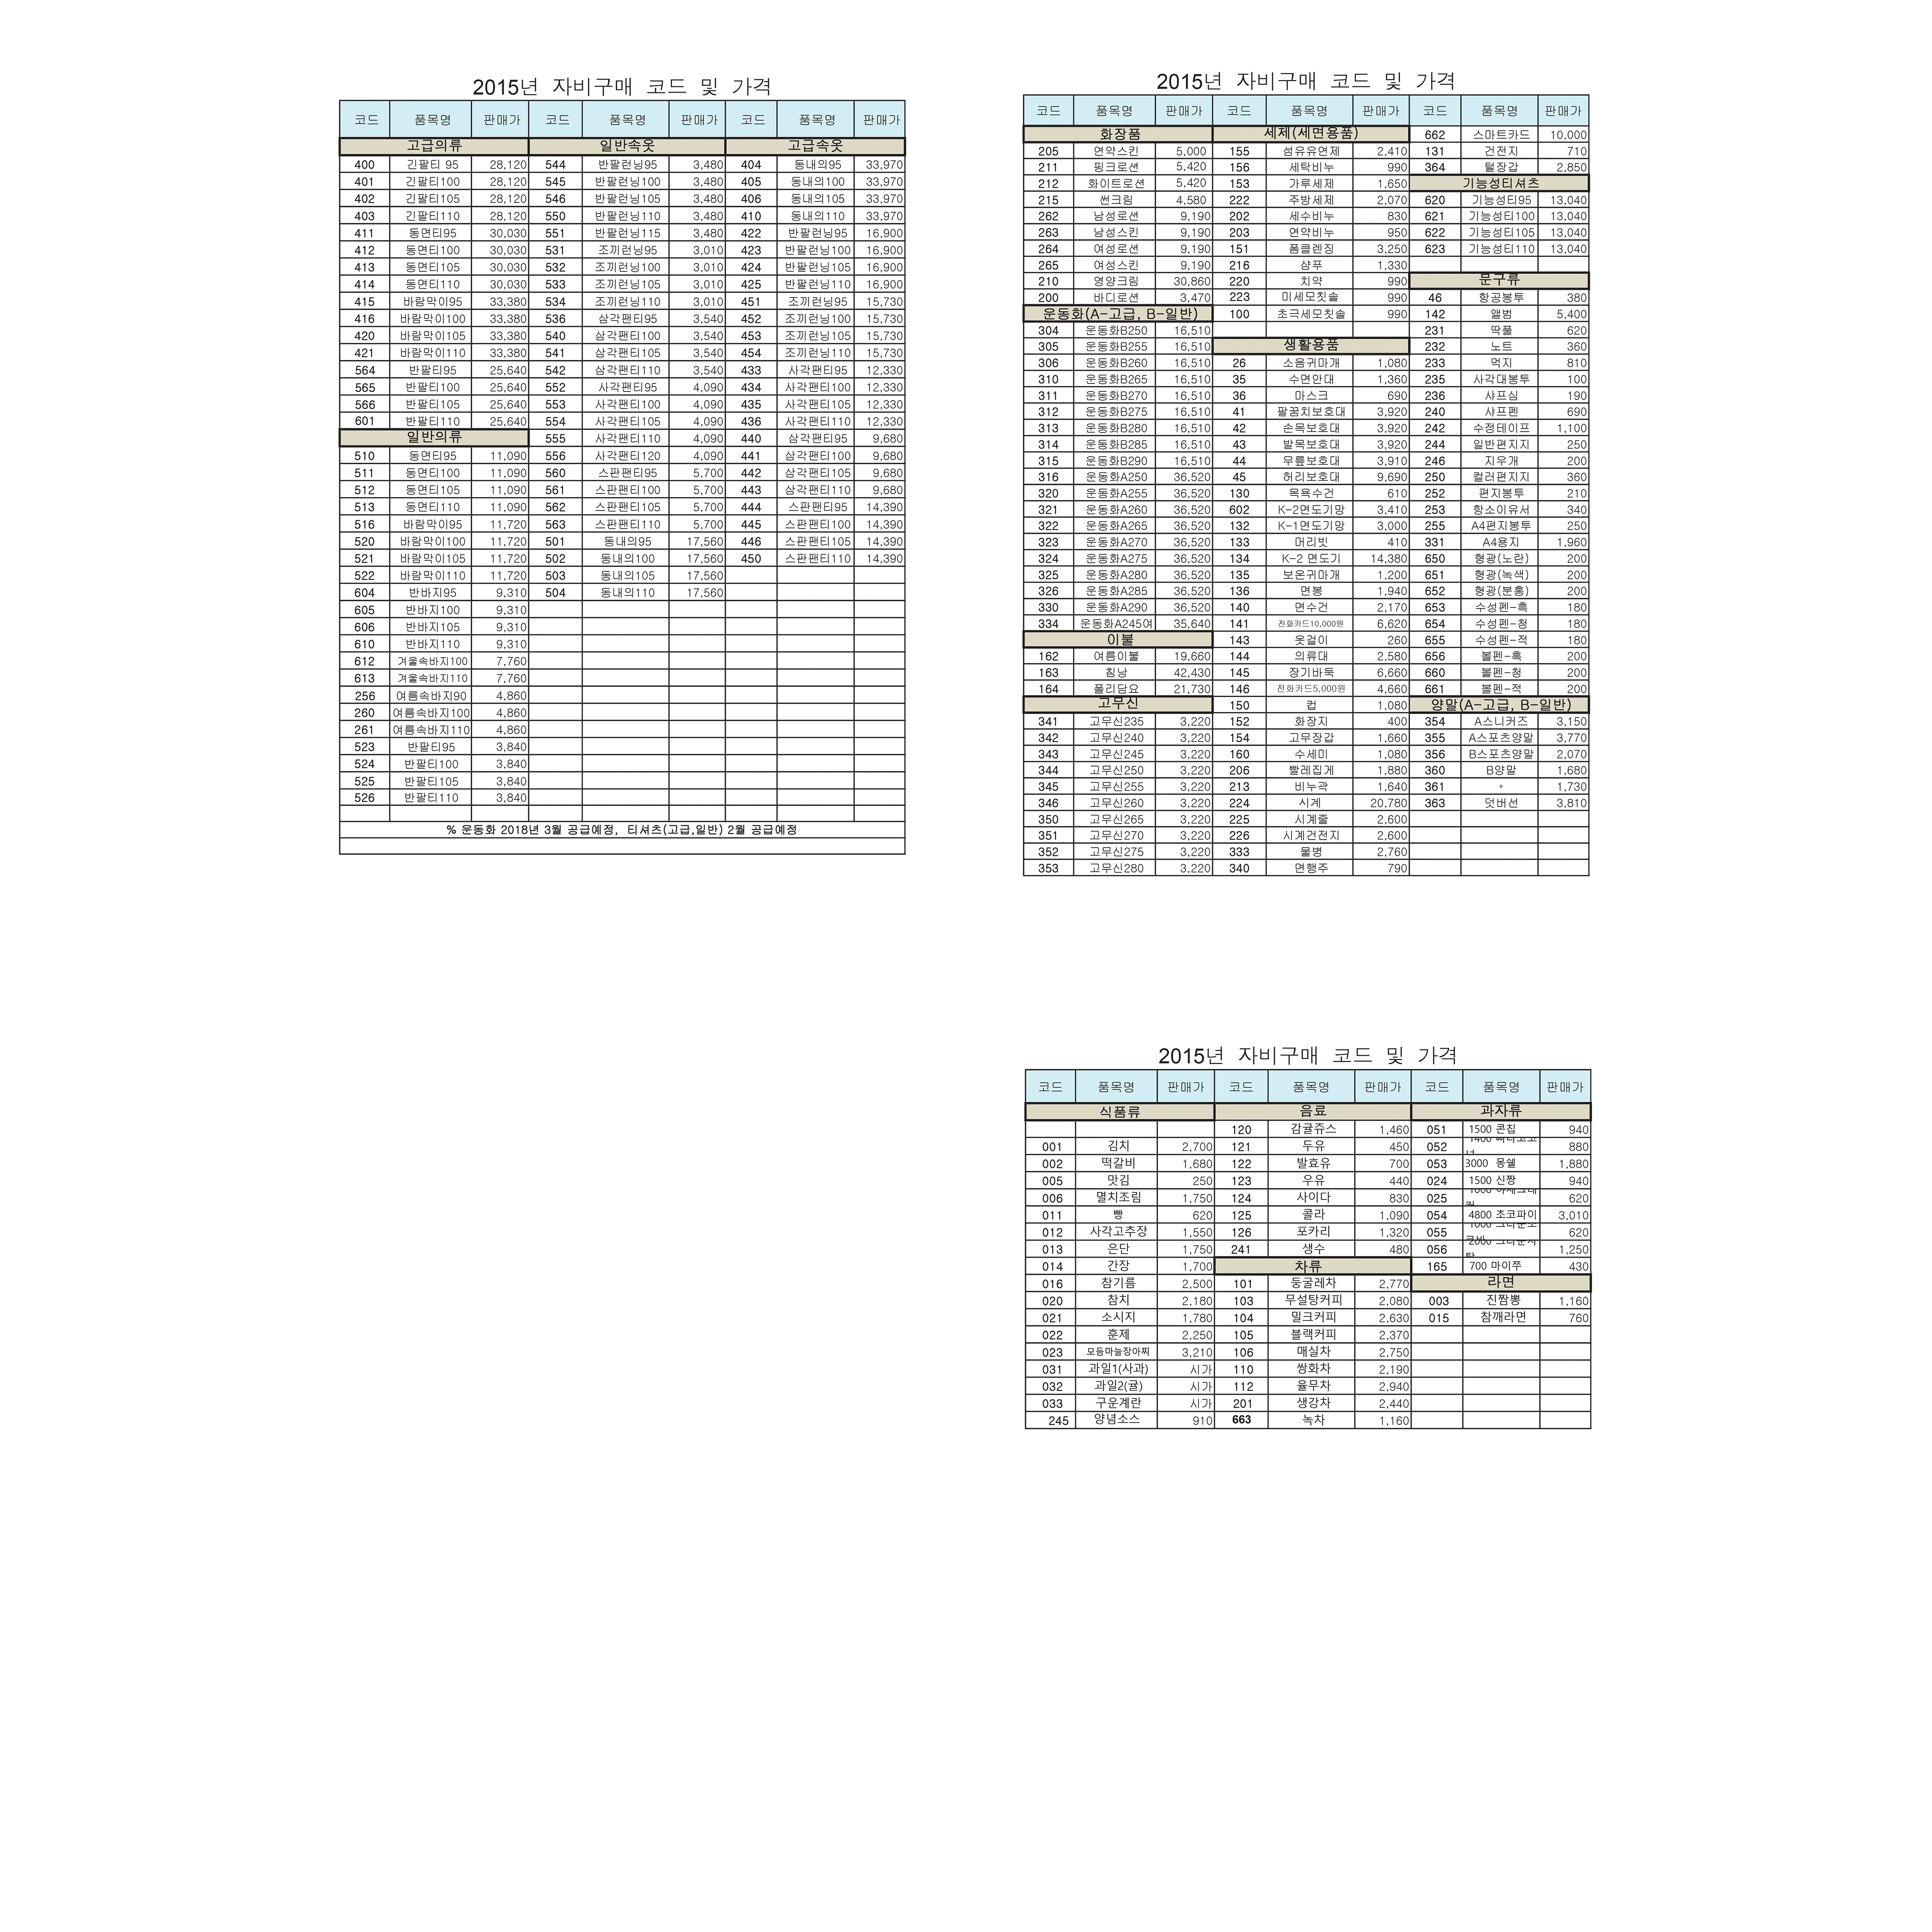 2015년 자비구매 코드 및 가격
코드 품목명 판매가 코드 품목명 판매가 코드 품목명 판매가
고급의류 일반속옷 고급속옷
400 긴팔티 95 28,120 544 반팔런닝95 3,480 404 동내의95 33,970
401 긴팔티100 28,120 545 반팔런닝100 3,480 405 동내의100 33,970
402 긴팔티105 28,120 546 반팔런닝105 3,480 406 동내의105 33,970
403 긴팔티110 28,120 550 반팔런닝110 3,480 410 동내의110 33,970
411 동면티95 30,030 551 반팔런닝115 3,480 422 반팔런닝95 16,900
412 동면티100 30,030 531 조끼런닝95 3,010 423 반팔런닝100 16,900
413 동면티105 30,030 532 조끼런닝100 3,010 424 반팔런닝105 16,900
414 동면티110 30,030 533 조끼런닝105 3,010 425 반팔런닝110 16,900
415 바람막이95 33,380 534 조끼런닝110 3,010 451 조끼런닝95 15,730
416 바람막이100 33,380 536 삼각팬티95 3,540 452 조끼런닝100 15,730
420 바람막이105 33,380 540 삼각팬티100 3,540 453 조끼런닝105 15,730
421 바람막이110 33,380 541 삼각팬티105 3,540 454 조끼런닝110 15,730
564 반팔티95 25,640 542 삼각팬티110 3,540 433 사각팬티95 12,330
565 반팔티100 25,640 552 사각팬티95 4,090 434 사각팬티100 12,330
566 반팔티105 25,640 553 사각팬티100 4,090 435 사각팬티105 12,330
601 반팔티110 25,640 554 사각팬티105 4,090 436 사각팬티110 12,330
일반의류 555 사각팬티110 4,090 440 삼각팬티95 9,680
510 동면티95 11,090 556 사각팬티120 4,090 441 삼각팬티100 9,680
511 동면티100 11,090 560 스판팬티95 5,700 442 삼각팬티105 9,680
512 동면티105 11,090 561 스판팬티100 5,700 443 삼각팬티110 9,680
513 동면티110 11,090 562 스판팬티105 5,700 444 스판팬티95 14,390
516 바람막이95 11,720 563 스판팬티110 5,700 445 스판팬티100 14,390
520 바람막이100 11,720 501 동내의95 17,560 446 스판팬티105 14,390
521 바람막이105 11,720 502 동내의100 17,560 450 스판팬티110 14,390
522 바람막이110 11,720 503 동내의105 17,560
604 반바지95 9,310 504 동내의110 17,560
605 반바지100 9,310
606 반바지105 9,310
610 반바지110 9,310
612 겨울속바지100 7,760
613 겨울속바지110 7,760
256 여름속바지90 4,860
260 여름속바지100 4,860
261 여름속바지110 4,860
523 반팔티95 3,840
524 반팔티100 3,840
525 반팔티105 3,840
526 반팔티110 3,840
% 운동화 2018년 3월 공급예정, 티셔츠(고급,일반) 2월 공급예정
2015년 자비구매 코드 및 가격
코드 품목명 판매가 코드 품목명 판매가 코드 품목명 판매가
화장품 세제(세면용품) 662 스마트카드 10,000
205 연약스킨 5,000 155 섬유유연제 2,410 131 건전지 710
211 핑크로션 5,420 156 세탁비누 990 364 털장갑 2,850
212 화이트로션 5,420 153 가루세제 1,650 기능성티셔츠
215 썬크림 4,580 222 주방세제 2,070 620 기능성티95 13,040
262 남성로션 9,190 202 세수비누 830 621 기능성티100 13,040
263 남성스킨 9,190 203 연약비누 950 622 기능성티105 13,040
264 여성로션 9,190 151 폼클렌징 3,250 623 기능성티110 13,040
265 여성스킨 9,190 216 샴푸 1,330
210 영양크림 30,860 220 치약 990 문구류
200 바디로션 3,470 223 미세모칫솔 990 46 항공봉투 380
운동화(A-고급, B-일반) 100 초극세모칫솔 990 142 앨범 5,400
304 운동화B250 16,510 231 딱풀 620
305 운동화B255 16,510 생활용품 232 노트 360
306 운동화B260 16,510 26 소음귀마개 1,080 233 먹지 810
310 운동화B265 16,510 35 수면안대 1,360 235 사각대봉투 100
311 운동화B270 16,510 36 마스크 690 236 샤프심 190
312 운동화B275 16,510 41 팔꿈치보호대 3,920 240 샤프펜 690
313 운동화B280 16,510 42 손목보호대 3,920 242 수정테이프 1,100
314 운동화B285 16,510 43 발목보호대 3,920 244 일반편지지 250
315 운동화B290 16,510 44 무릎보호대 3,910 246 지우개 200
316 운동화A250 36,520 45 허리보호대 9,690 250 컬러편지지 360
320 운동화A255 36,520 130 목욕수건 610 252 편지봉투 210
321 운동화A260 36,520 602 K-2면도기망 3,410 253 항소이유서 340
322 운동화A265 36,520 132 K-1면도기망 3,000 255 A4편지봉투 250
323 운동화A270 36,520 133 머리빗 410 331 A4용지 1,960
324 운동화A275 36,520 134 K-2 면도기 14,380 650 형광(노란) 200
325 운동화A280 36,520 135 보온귀마개 1,200 651 형광(녹색) 200
326 운동화A285 36,520 136 면봉 1,940 652 형광(분홍) 200
330 운동화A290 36,520 140 면수건 2,170 653 수성펜-흑 180
334 운동화A245여 35,640 141 전화카드10,000원 6,620 654 수성펜-청 180
이불 143 옷걸이 260 655 수성펜-적 180
162 여름이불 19,660 144 의류대 2,580 656 볼펜-흑 200
163 침낭 42,430 145 장기바둑 6,660 660 볼펜-청 200
164 폴리담요 21,730 146 전화카드5,000원 4,660 661 볼펜-적 200
고무신 150 컵 1,080 양말(A-고급, B-일반)
341 고무신235 3,220 152 화장지 400 354 A스니커즈 3,150
342 고무신240 3,220 154 고무장갑 1,660 355 A스포츠양말 3,770
343 고무신245 3,220 160 수세미 1,080 356 B스포츠양말 2,070
344 고무신250 3,220 206 빨레집게 1,880 360 B양말 1,680
345 고무신255 3,220 213 비누곽 1,640 361 + 1,730
346 고무신260 3,220 224 시계 20,780 363 덧버선 3,810
350 고무신265 3,220 225 시계줄 2,600
351 고무신270 3,220 226 시계건전지 2,600
352 고무신275 3,220 333 물병 2,760
353 고무신280 3,220 340 면행주 790
2015년 자비구매 코드 및 가격
코드 품목명 판매가 코드 품목명 판매가 코드 품목명 판매가
식품류 음료 과자류
120 감귤쥬스 1,460 051 1500 콘칩 940
001 김치 2,700 121 두유 450 052 880
002 떡갈비 1,680 122 발효유 700 053 3000 몽쉘 1,880
005 맛김 250 123 우유 440 024 1500 신짱 940
006 멸치조림 1,750 124 사이다 830 025 620
011 빵 620 125 콜라 1,090 054 4800 초코파이 3,010
012 사각고추장 1,550 126 포카리 1,320 055 620
013 은단 1,750 241 생수 480 056 1,250
014 간장 1,700 차류 165 700 마이쭈 430
016 참기름 2,500 101 둥굴레차 2,770 라면
020 참치 2,180 103 무설탕커피 2,080 003 진짬뽕 1,160
021 소시지 1,780 104 밀크커피 2,630 015 참깨라면 760
022 훈제 2,250 105 블랙커피 2,370
023 모듬마늘장아찌 3,210 106 매실차 2,750
031 과일1(사과) 시가 110 쌍화차 2,190
032 과일2(귤) 시가 112 율무차 2,940
033 구운계란 시가 201 생강차 2,440
245 양념소스 910 663 녹차 1,160